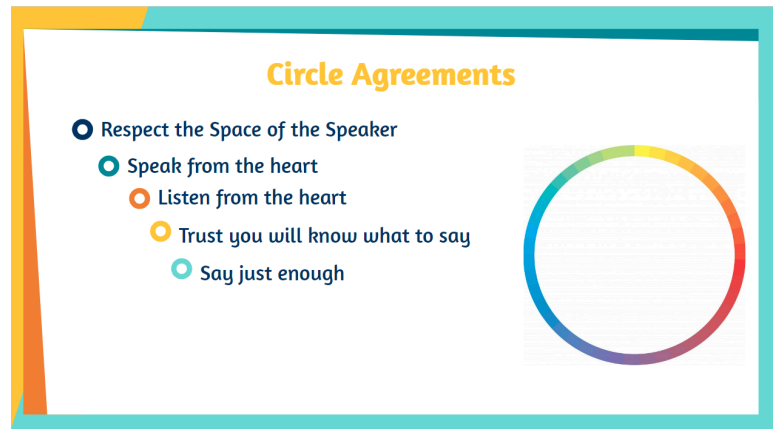 Circle Agreements
Respect the Space of the Speaker
Speak from the heart
Listen from the heart
Trust you will know what to say
Say just enough